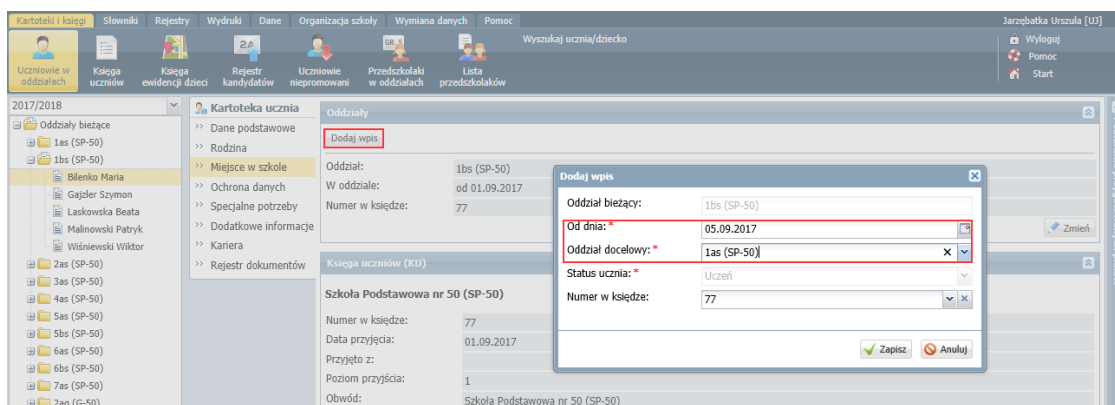 Kartoteki i księgi Słowniki Rejestry Wydruki Dane Organizacja szkoły Wymiana danych Pomoc Jarzębatka Urszula [UJ]
Uczniowie w oddziałach
Księga uczniów
Księga ewidencji dzieci
2A
Rejestr kandydatów
Uczniowie niepromowani
GR. 5
Przedszkolaki w oddziałach
Lista przedszkolaków
Wyszukaj ucznia/dziecko
Wyloguj
Pomoc
Start
2017/2018
Oddziały bieżące
1as (SP-50)
1bs (SP-50)
Bilenko Maria
Gajzler Szymon
Laskowska Beata
Malinowski Patryk
Wiśniewski Wiktor
2as (SP-50)
3as (SP-50)
4as (SP-50)
5as (SP-50)
5bs (SP-50)
6as (SP-50)
6bs (SP-50)
7as (SP-50)
2ag (G-50)
Kartoteka ucznia
Dane podstawowe
Rodzina
Miejsce w szkole
Ochrona danych
Specjalne potrzeby
Dodatkowe informacje
Kariera
Rejestr dokumentów
Oddziały
Dodaj wpis
Oddział: 1bs (SP-50)
W oddziale: od 01.09.2017
Numer w księdze: 77
Zmień
Księga uczniów (KU)
Szkoła Podstawowa nr 50 (SP-50)
Numer w księdze: 77
Data przyjęcia: 01.09.2017
Przyjęto z:
Poziom przyjścia: 1
Obwód: Szkoła Podstawowa nr 50 (SP-50)
Dodaj wpis
Oddział bieżący: 1bs (SP-50)
Od dnia: * 05.09.2017
Oddział docelowy: * 1as (SP-50)
Status ucznia: * Uczeń
Numer w księdze: 77
Zapisz Anuluj